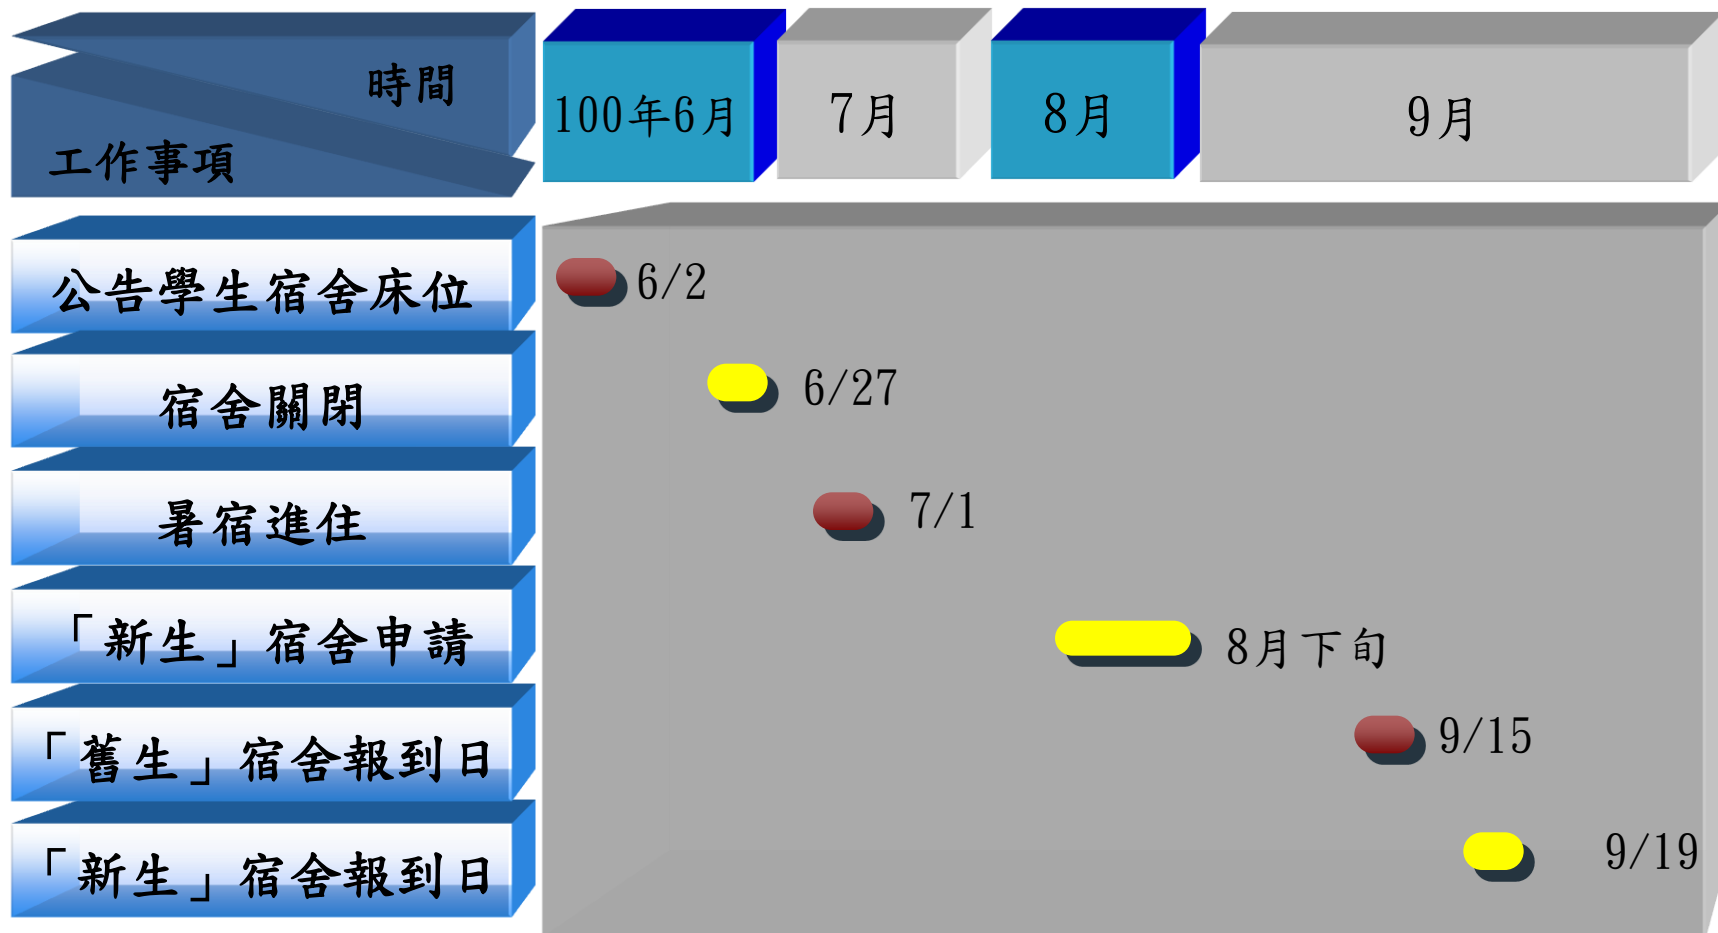 時間
工作事項
100年6月
7月
8月
9月
公告學生宿舍床位
6/2
宿舍關閉
6/27
暑宿進住
7/1
「新生」宿舍申請
8月下旬
「舊生」宿舍報到日
9/15
「新生」宿舍報到日
9/19